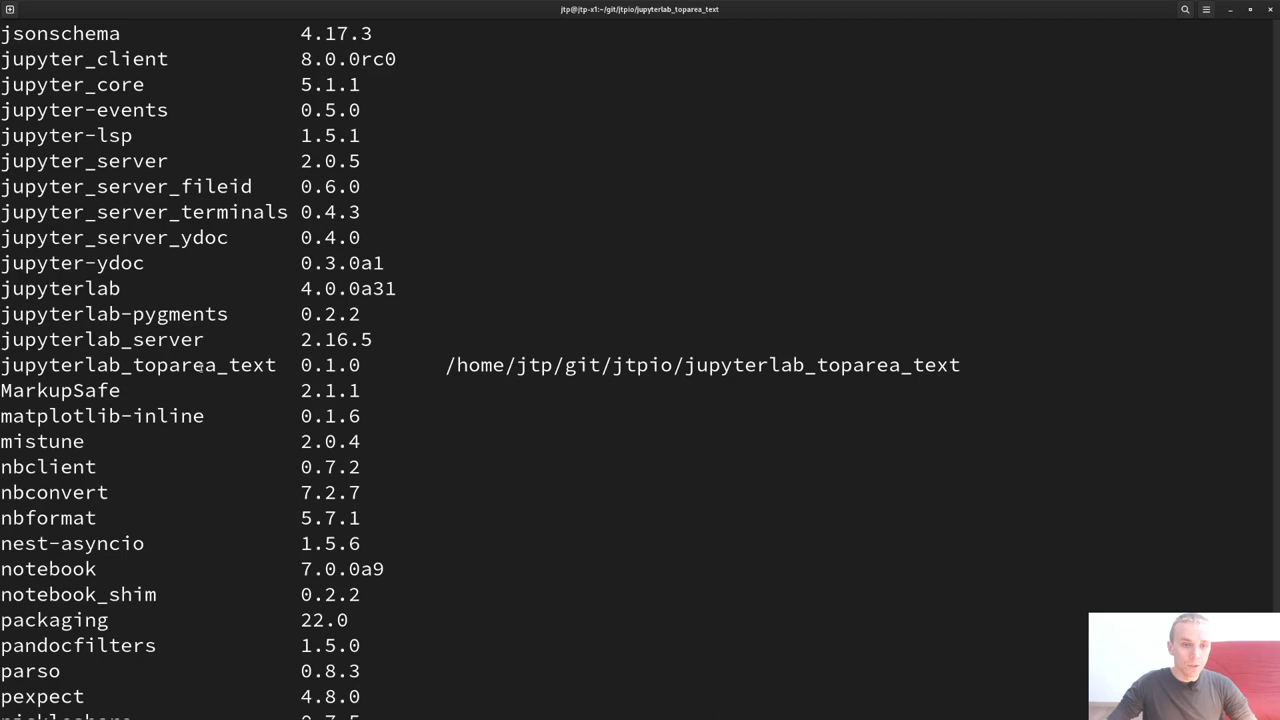 jtp@jtp-x1:~/git/jtpio/jupyterlab_toparea_text
jsonschema 4.17.3
jupyter_client 8.0.0rc0
jupyter_core 5.1.1
jupyter-events 0.5.0
jupyter-lsp 1.5.1
jupyter_server 2.0.5
jupyter_server_fileid 0.6.0
jupyter_server_terminals 0.4.3
jupyter_server_ydoc 0.4.0
jupyter-ydoc 0.3.0a1
jupyterlab 4.0.0a31
jupyterlab-pygments 0.2.2
jupyterlab_server 2.16.5
jupyterlab_toparea_text 0.1.0 /home/jtp/git/jtpio/jupyterlab_toparea_text
MarkupSafe 2.1.1
matplotlib-inline 0.1.6
mistune 2.0.4
nbclient 0.7.2
nbconvert 7.2.7
nbformat 5.7.1
nest-asyncio 1.5.6
notebook 7.0.0a9
notebook_shim 0.2.2
packaging 22.0
pandocfilters 1.5.0
parso 0.8.3
pexpect 4.8.0